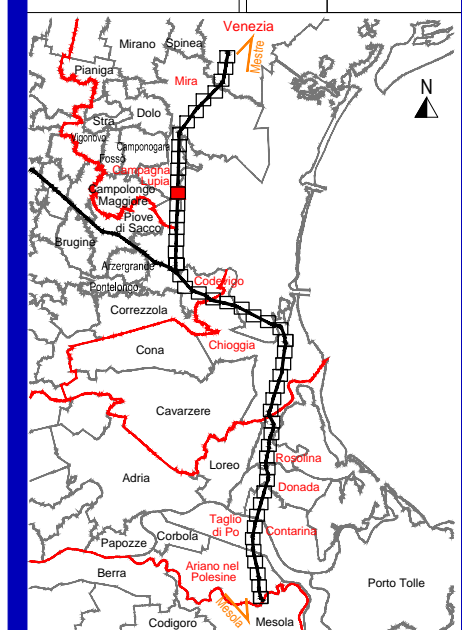 Venezia
Mirano
Spinea
Mestre
Pianiga
Mira
N
Dolo
Stra
Vigonovo
Camponogara
Fosso
Campagna
Lupia
Campolongo
Maggiore
Piove
di Sacco
Brugine
Arzergrande
Codevigo
Pontelongo
Correzzola
Chioggia
Cona
Cavarzere
Rosolina
Loreo
Adria
Donada
Taglio
di Po
Contarina
Corbola
Papozze
Berra
Ariano nel
Polesine
Porto Tolle
Mesola
Mesola
Codigoro